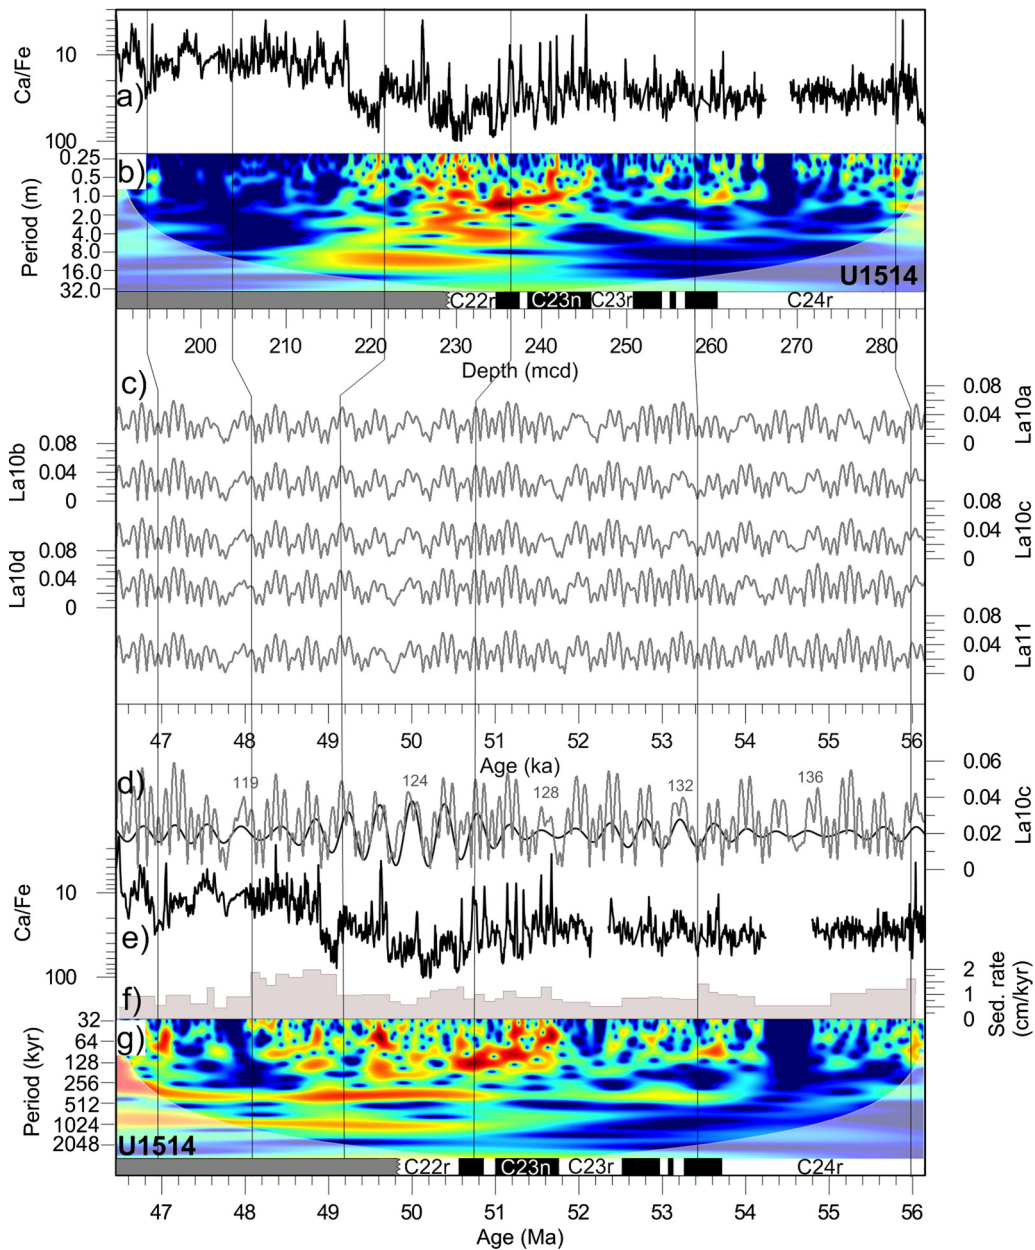 Ca/Fe
10
100
a)
Period (m)
0.25
0.5
1.0
2.0
4.0
8.0
16.0
32.0
b)
U1514
C22r C23n C23r C24r
200 210 220 230 240 250 260 270 280
Depth (mcd)
c)
0.08
0.04
0
La10a
La10b
0.08
0.04
0
0.08
0.04
0
La10c
La10d
0.08
0.04
0
0.08
0.04
0
La11
47 48 49 50 51 52 53 54 55 56
Age (ka)
d)
119 124 128 132 136
0.06
0.04
0.02
0
La10c
Ca/Fe
10
100
e)
f)
2
1
0
Sed. rate
(cm/kyr)
Period (kyr)
32
64
128
256
512
1024
2048
g)
U1514
C22r C23n C23r C24r
47 48 49 50 51 52 53 54 55 56
Age (Ma)